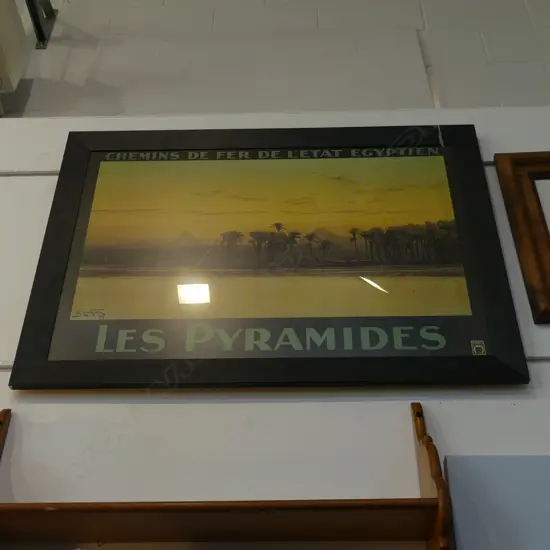 CHEMINS DE FER DE L'ETAT EGYPTIEN
LES PYRAMIDES